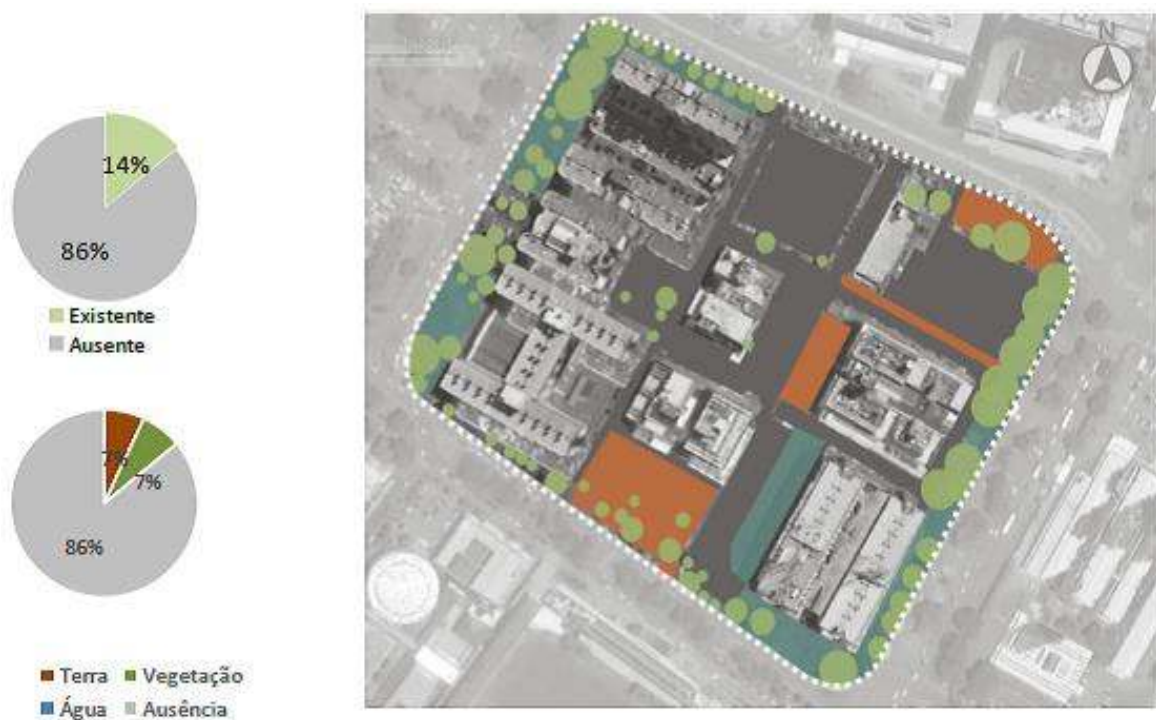 14%
86%
Existente
Ausente
7%
7%
86%
Terra Vegetação
Água Ausência
N